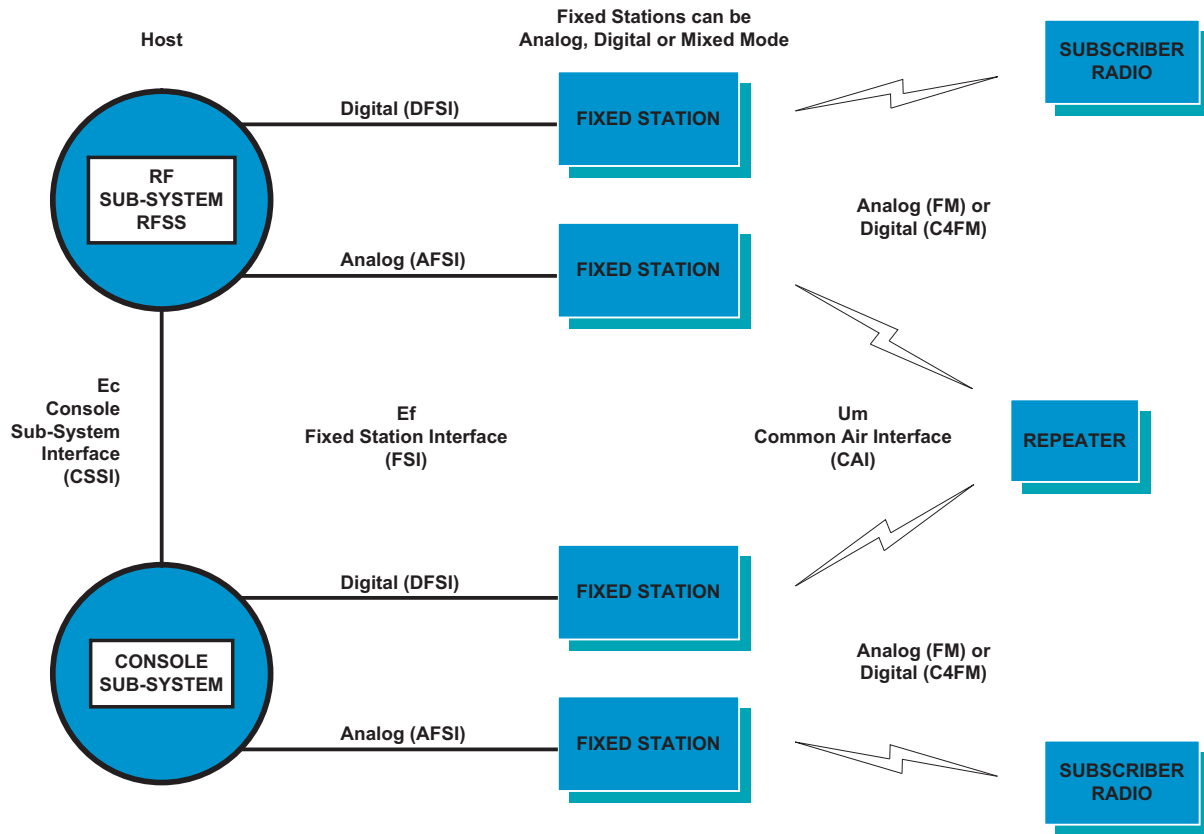 Host
Fixed Stations can be
Analog, Digital or Mixed Mode
SUBSCRIBER
RADIO
Digital (DFSI)
FIXED STATION
RF
SUB-SYSTEM
RFSS
Analog (FM) or
Digital (C4FM)
Analog (AFSI)
FIXED STATION
Ec
Console
Sub-System
Interface
(CSSI)
Ef
Fixed Station Interface
(FSI)
Um
Common Air Interface
(CAI)
REPEATER
Digital (DFSI)
FIXED STATION
CONSOLE
SUB-SYSTEM
Analog (FM) or
Digital (C4FM)
Analog (AFSI)
FIXED STATION
SUBSCRIBER
RADIO